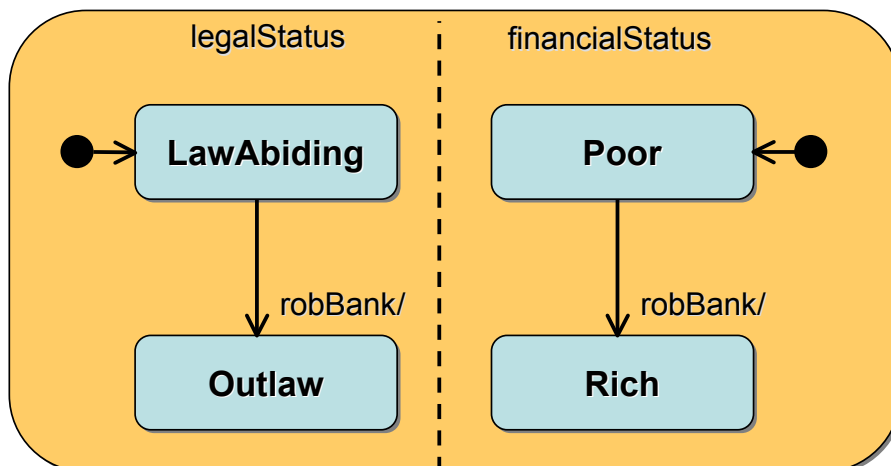 legalStatus
financialStatus
LawAbiding
Poor
robBank/
robBank/
Outlaw
Rich